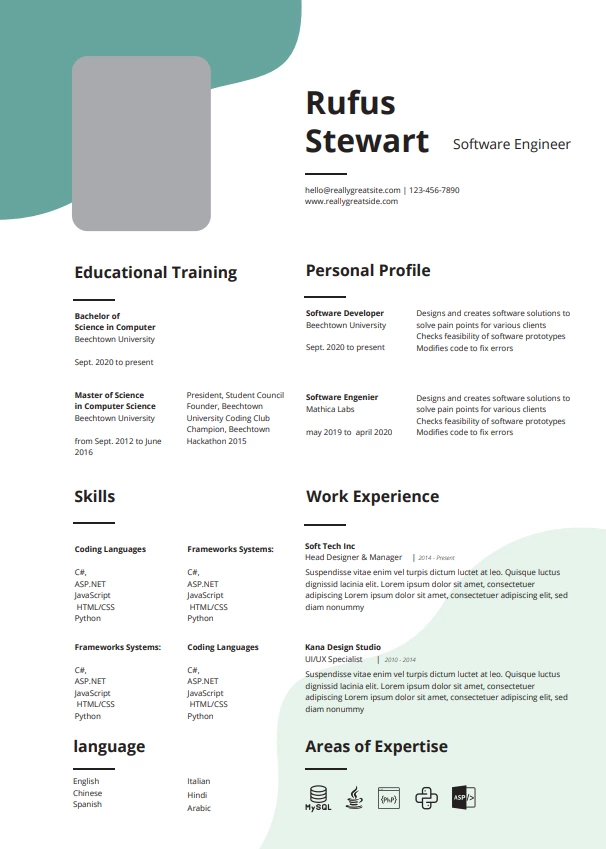 Rufus
Stewart
Software Engineer
hello@reallygreatsite.com | 123-456-7890
www.reallygreatside.com
Educational Training
Bachelor of
Science in Computer
Beechtown University
Sept. 2020 to present
Master of Science
in Computer Science
Beechtown University
from Sept. 2012 to June
2016
President, Student Council
Founder, Beechtown
University Coding Club
Champion, Beechtown
Hackathon 2015
Personal Profile
Software Developer
Beechtown University
Sept. 2020 to present
Designs and creates software solutions to
solve pain points for various clients
Checks feasibility of software prototypes
Modifies code to fix errors
Software Engenier
Mathica Labs
may 2019 to  april 2020
Designs and creates software solutions to
solve pain points for various clients
Checks feasibility of software prototypes
Modifies code to fix errors
Skills
Coding Languages
C#,
ASP.NET
JavaScript
HTML/CSS
Python
Frameworks Systems:
C#,
ASP.NET
JavaScript
HTML/CSS
Python
Frameworks Systems:
C#,
ASP.NET
JavaScript
HTML/CSS
Python
Coding Languages
C#,
ASP.NET
JavaScript
HTML/CSS
Python
Work Experience
Soft Tech Inc
Head Designer & Manager | 2014 - Present
Suspendisse vitae enim vel turpis dictum luctet at leo. Quisque luctus
dignissid lacinia elit. Lorem ipsum dolor sit amet, consectetuer
adipiscing Lorem ipsum dolor sit amet, consectetuer adipiscing elit, sed
diam nonummy
Kana Design Studio
UI/UX Specialist | 2010 - 2014
Suspendisse vitae enim vel turpis dictum luctet at leo. Quisque luctus
dignissid lacinia elit. Lorem ipsum dolor sit amet, consectetuer
adipiscing Lorem ipsum dolor sit amet, consectetuer adipiscing elit, sed
diam nonummy
language
English
Chinese
Spanish
Italian
Hindi
Arabic
Areas of Expertise
MySQL
{PhP}
ASP </>